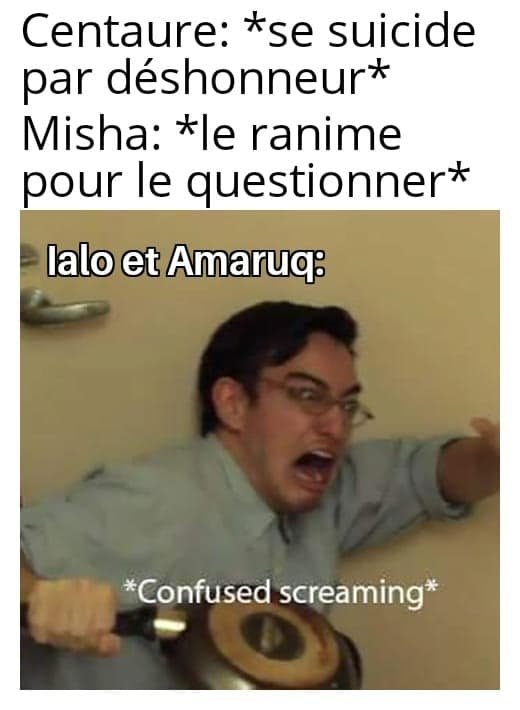 Centaure: *se suicide
par déshonneur*
Misha: *le ranime
pour le questionner*
Ialo et Amaruq:
*Confused screaming*